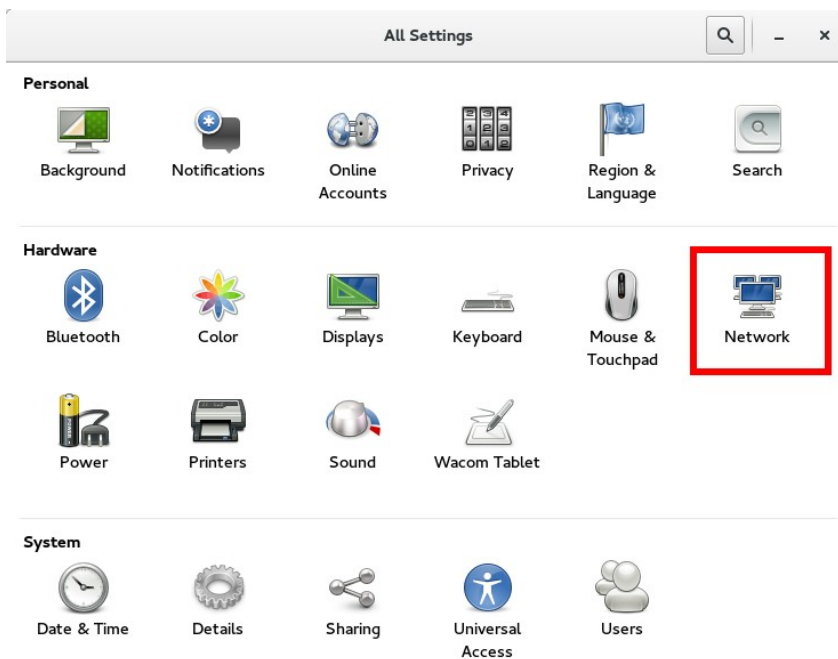 All Settings
Personal
Background
Notifications
Online
Accounts
Privacy
Region &
Language
Search
Hardware
Bluetooth
Color
Displays
Keyboard
Mouse &
Touchpad
Network
Power
Printers
Sound
Wacom Tablet
System
Date & Time
Details
Sharing
Universal
Access
Users